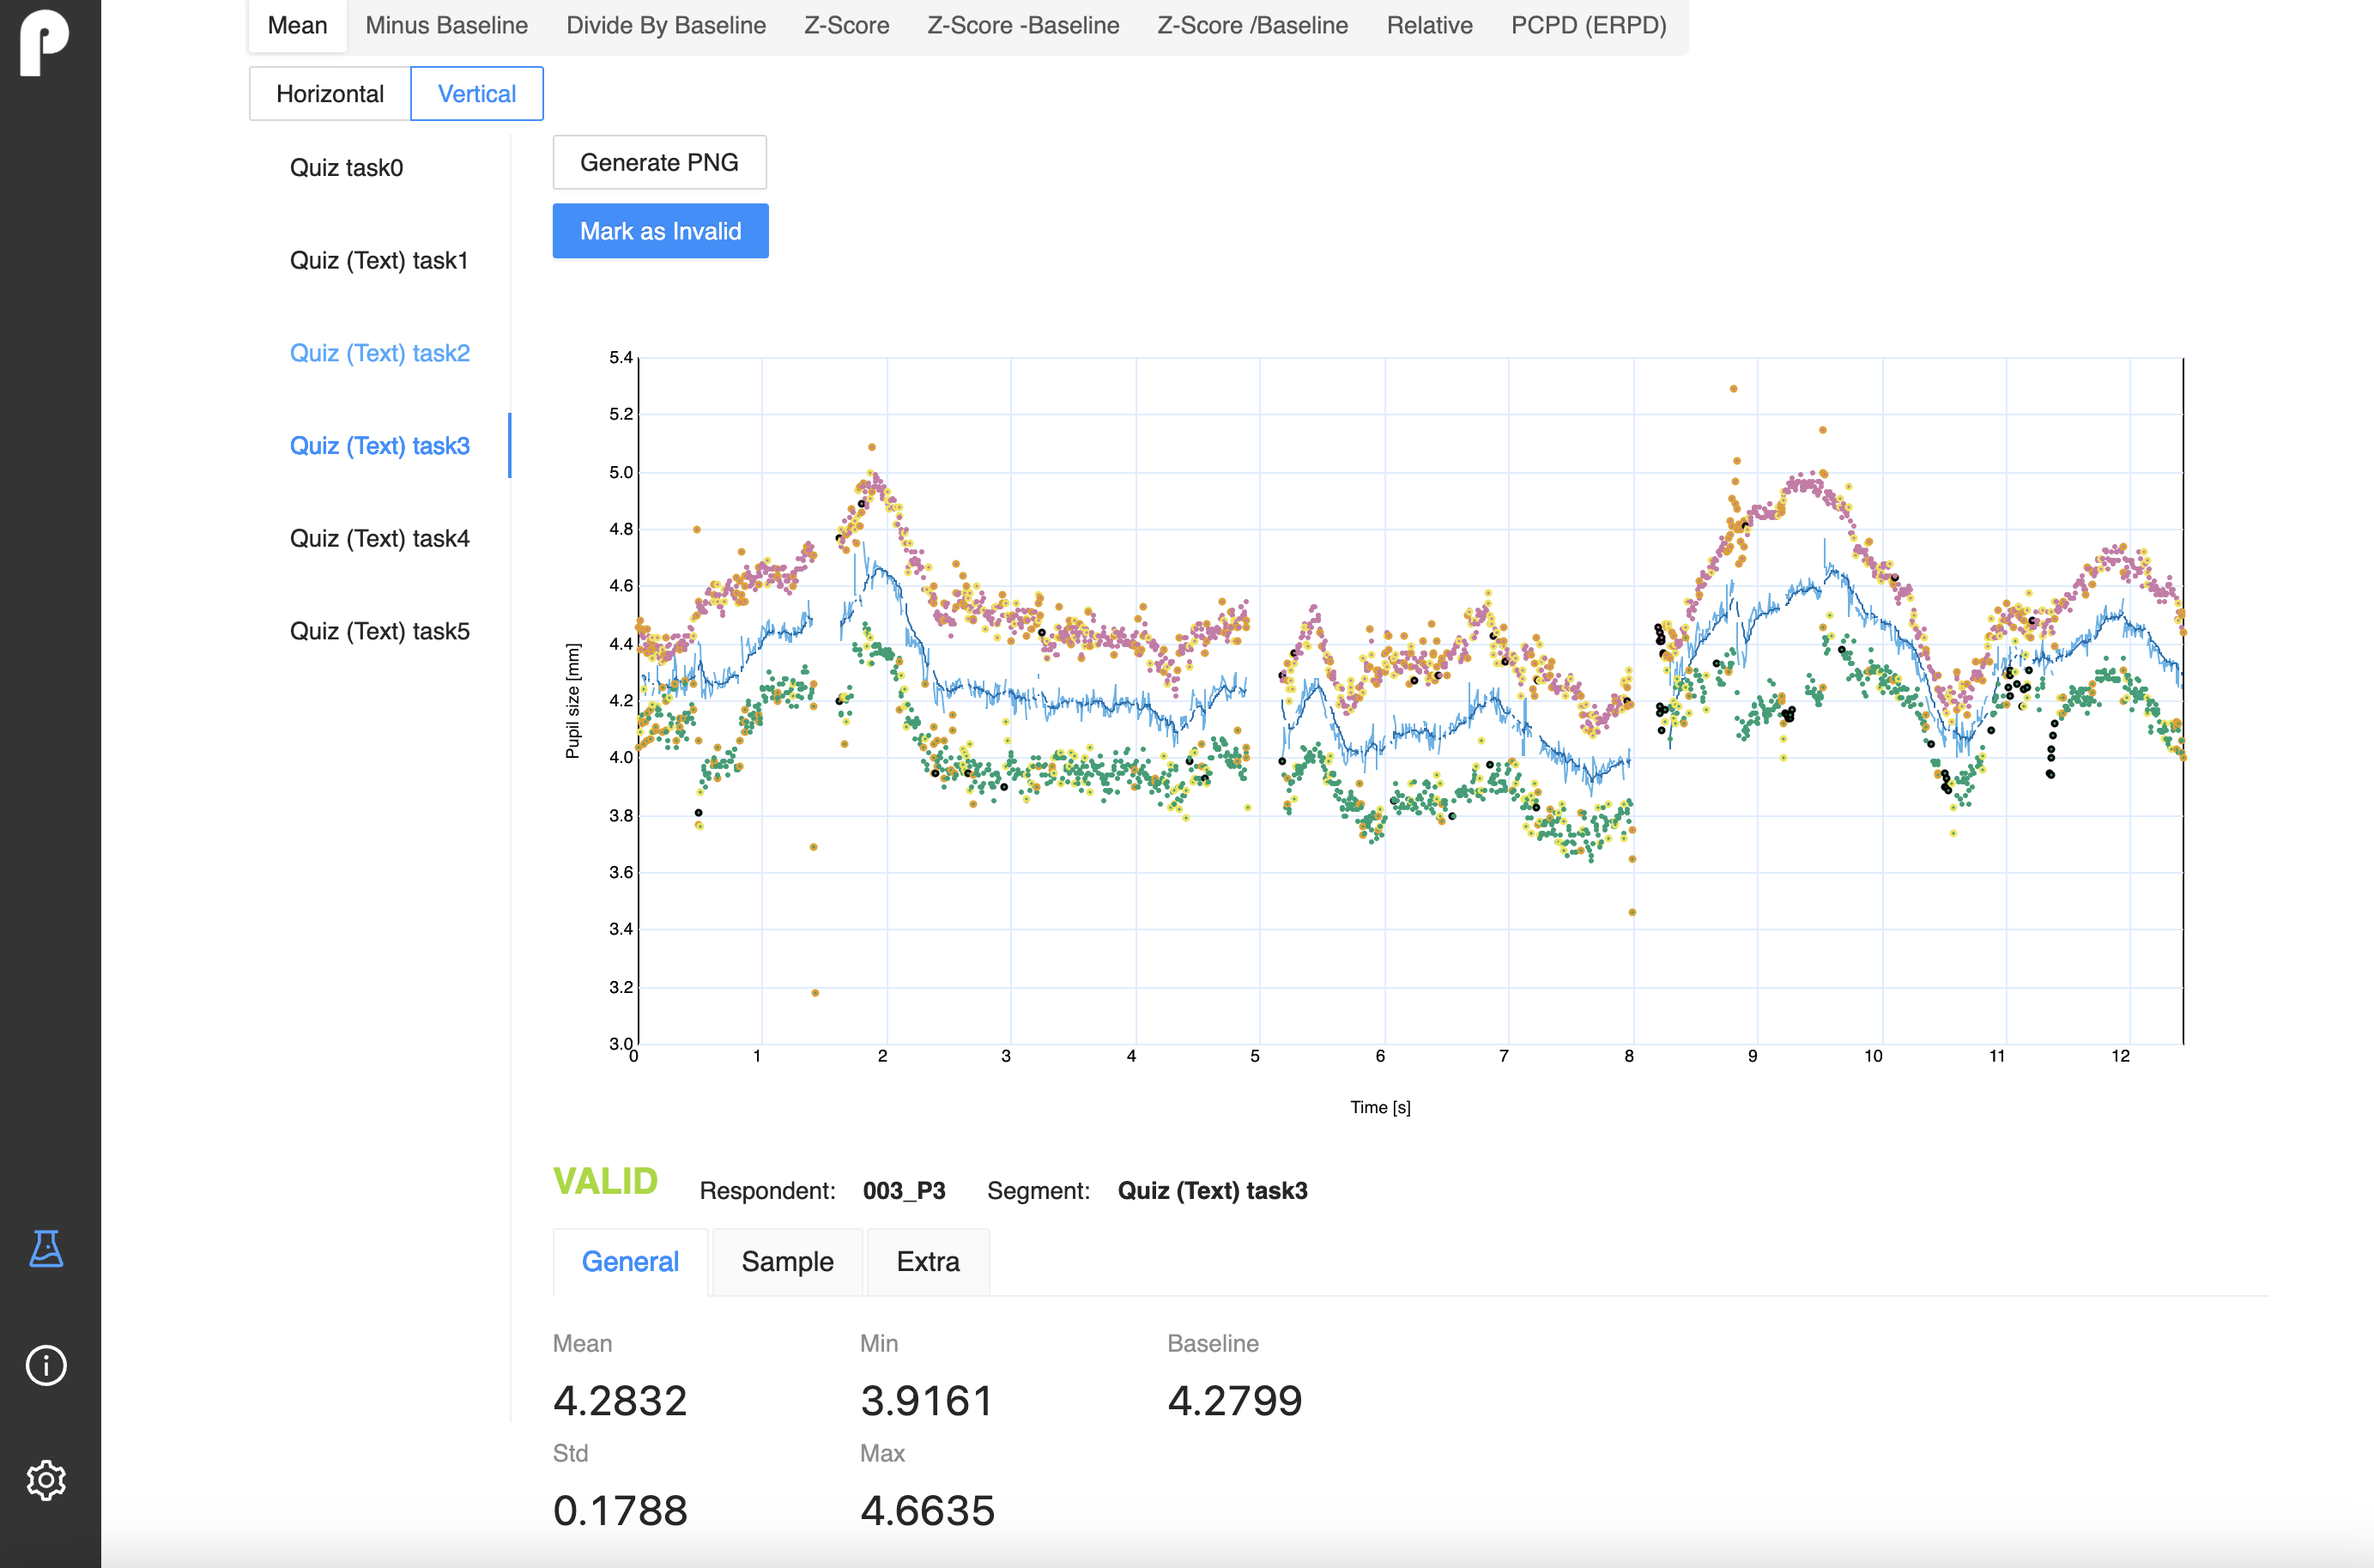 Mean Minus Baseline Divide By Baseline Z-Score Z-Score -Baseline Z-Score /Baseline Relative PCPD (ERPD)
Horizontal Vertical
Quiz task0
Quiz (Text) task1
Quiz (Text) task2
Quiz (Text) task3
Quiz (Text) task4
Quiz (Text) task5
Generate PNG
Mark as Invalid
5.4
5.2
5.0
4.8
4.6
4.4
4.2
4.0
3.8
3.6
3.4
3.2
3.0
Pupil size [mm]
0 1 2 3 4 5 6 7 8 9 10 11 12
Time [s]
VALID Respondent: 003_P3 Segment: Quiz (Text) task3
General Sample Extra
Mean Min Baseline
4.2832 3.9161 4.2799
Std Max
0.1788 4.6635